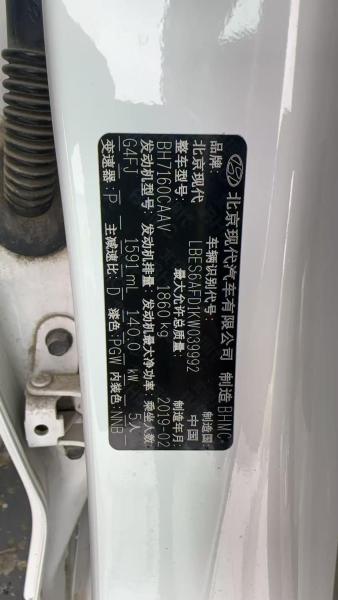 北京现代汽车有限公司 制造 BHMC
品牌: 车辆识别代号: 制造国:
北京现代 LBES6AFD1KW039992 中国
整车型号: 最大允许总质量: 制造年月:
BH7160CAAV 1860 kg 2019-02
发动机型号: 发动机排量: 发动机最大净功率: 乘坐人数:
G4FJ 1591 mL 140.0 kW 5人
变速器:P 主减速比:D 漆色:PGW 内装色:NNB